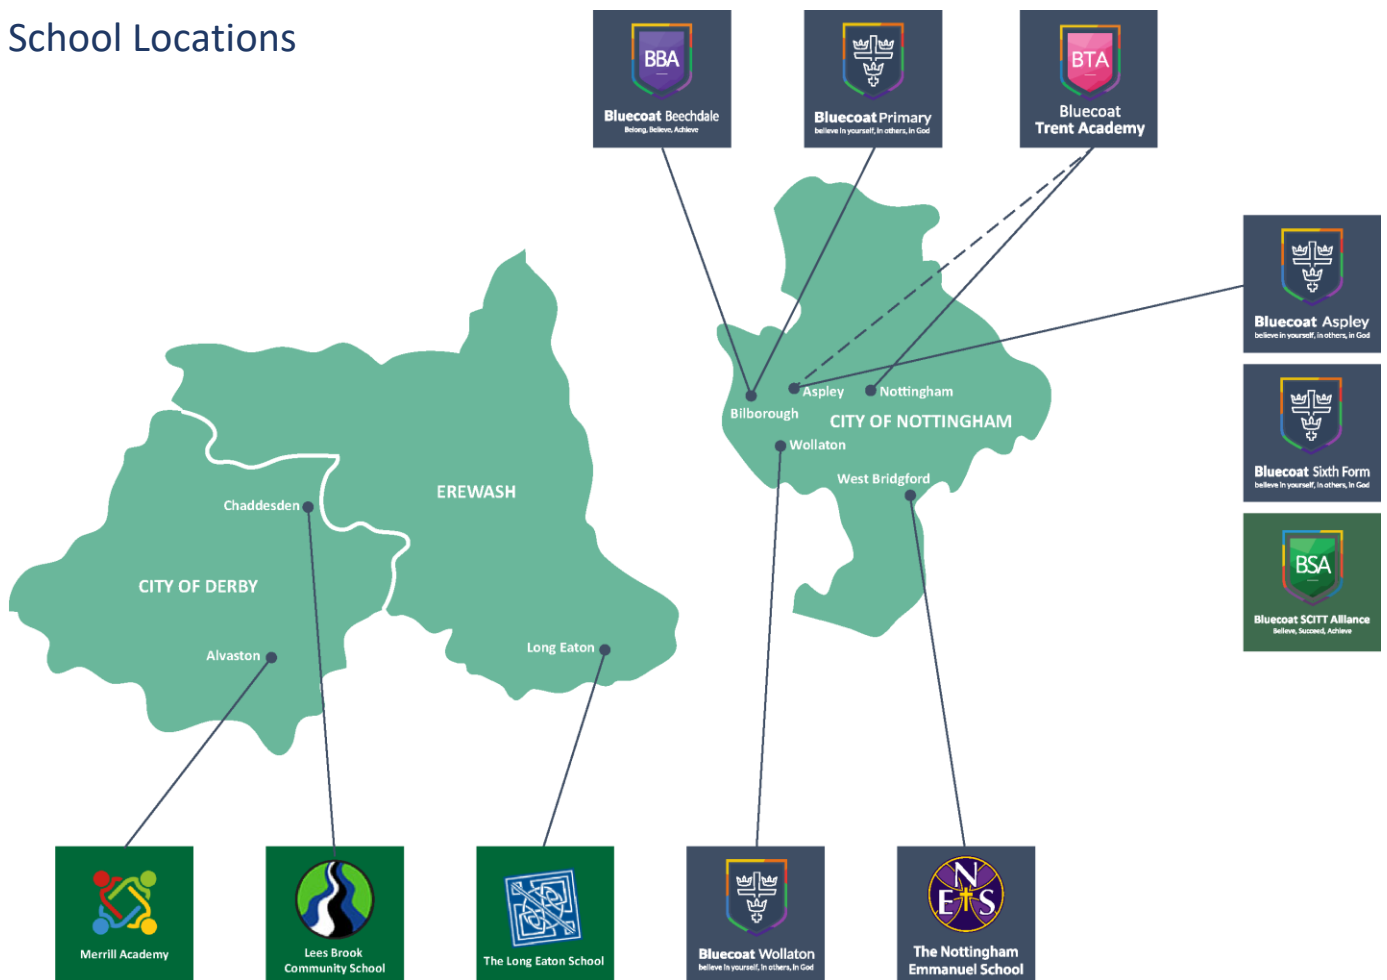 School Locations
BBA
Bluecoat Beechdale
Belong, Believe, Achieve
Bluecoat Primary
believe in yourself, in others, in God
BTA
Bluecoat
Trent Academy
Bluecoat Aspley
believe in yourself, in others, in God
Bluecoat Sixth Form
believe in yourself, in others, in God
BSA
Bluecoat SCITT Alliance
Believe, Succeed, Achieve
Aspley
Nottingham
Bilborough
CITY OF NOTTINGHAM
Wollaton
West Bridgford
EREWASH
Chaddesden
CITY OF DERBY
Alvaston
Long Eaton
Merrill Academy
Lees Brook
Community School
The Long Eaton School
Bluecoat Wollaton
believe in yourself, in others, in God
N
E S
The Nottingham
Emmanuel School